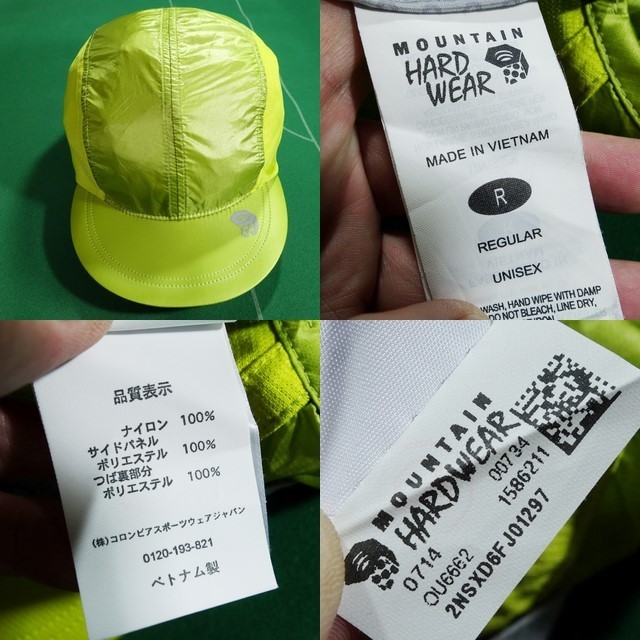 MOUNTAIN
HARD
WEAR
MADE IN VIETNAM
R
REGULAR
UNISEX
WASH, HAND WIPE WITH DAMP
DO NOT BLEACH, LINE DRY,
品質表示
ナイロン 100%
サイドパネル
ポリエステル 100%
つば裏部分
ポリエステル 100%
(株)コロンビアスポーツウェアジャパン
0120-193-821
ベトナム製
MOUNTAIN
HARDWEAR
00734
1586211
0714
OU6662
2NSXD6FJ01297